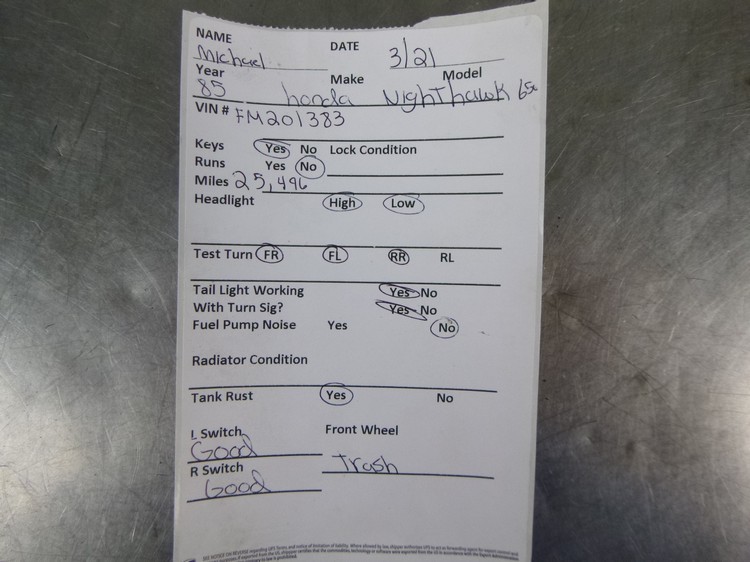 NAME Michael DATE 3/21
Year 85 Make honda Model NighThawk 650
VIN # FM201383
Keys Yes No Lock Condition
Runs Yes No
Miles 25,496
Headlight High Low
Test Turn FR FL RR RL
Tail Light Working Yes No
With Turn Sig? Yes No
Fuel Pump Noise Yes No
Radiator Condition
Tank Rust Yes No
L Switch Good Front Wheel Trash
R Switch Good